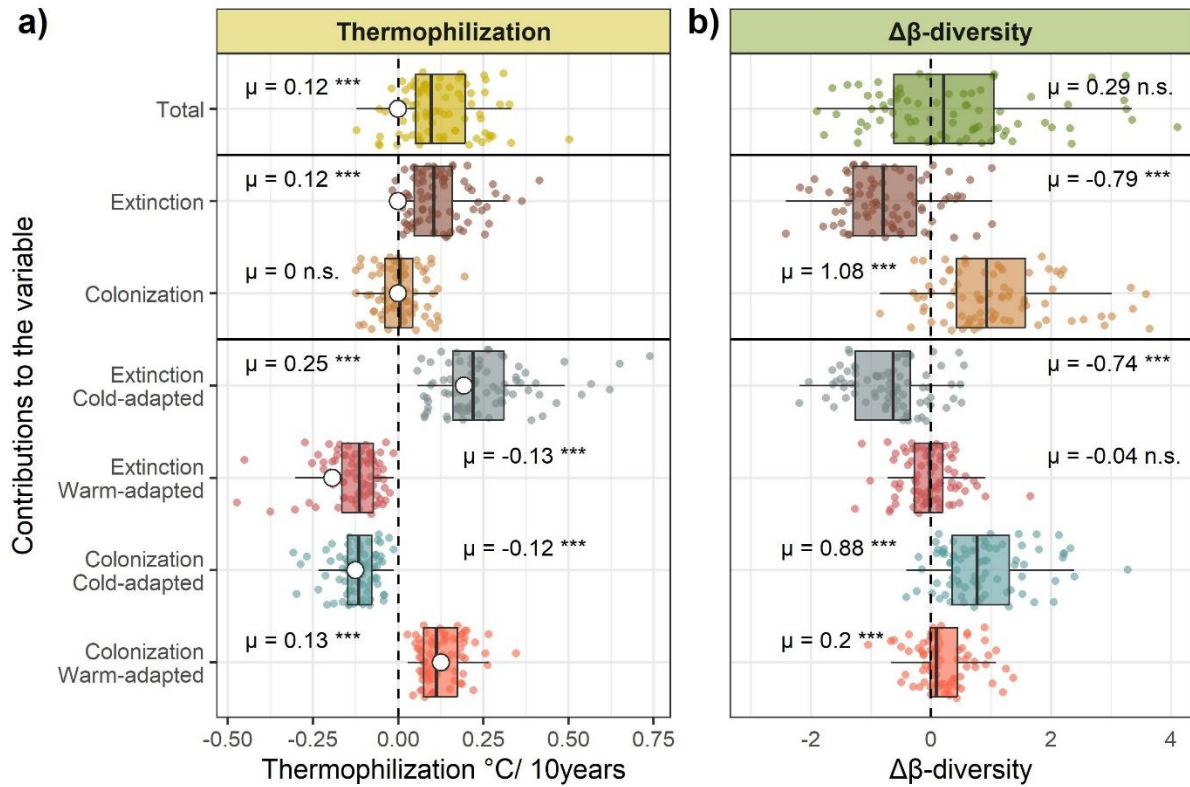 a)
Thermophilization
Contributions to the variable
Total
Extinction
Colonization
Extinction
Cold-adapted
Extinction
Warm-adapted
Colonization
Cold-adapted
Colonization
Warm-adapted
μ = 0.12 ***
μ = 0.12 ***
μ = 0 n.s.
μ = 0.25 ***
μ = -0.13 ***
μ = -0.12 ***
μ = 0.13 ***
-0.50
0.00
0.25
0.50
0.75
Thermophilization °C/ 10years
b)
Δβ-diversity
μ = 0.29 n.s.
μ = -0.79 ***
μ = 1.08 ***
μ = -0.74 ***
μ = -0.04 n.s.
μ = 0.88 ***
μ = 0.2 ***
-2
0
2
4
Δβ-diversity